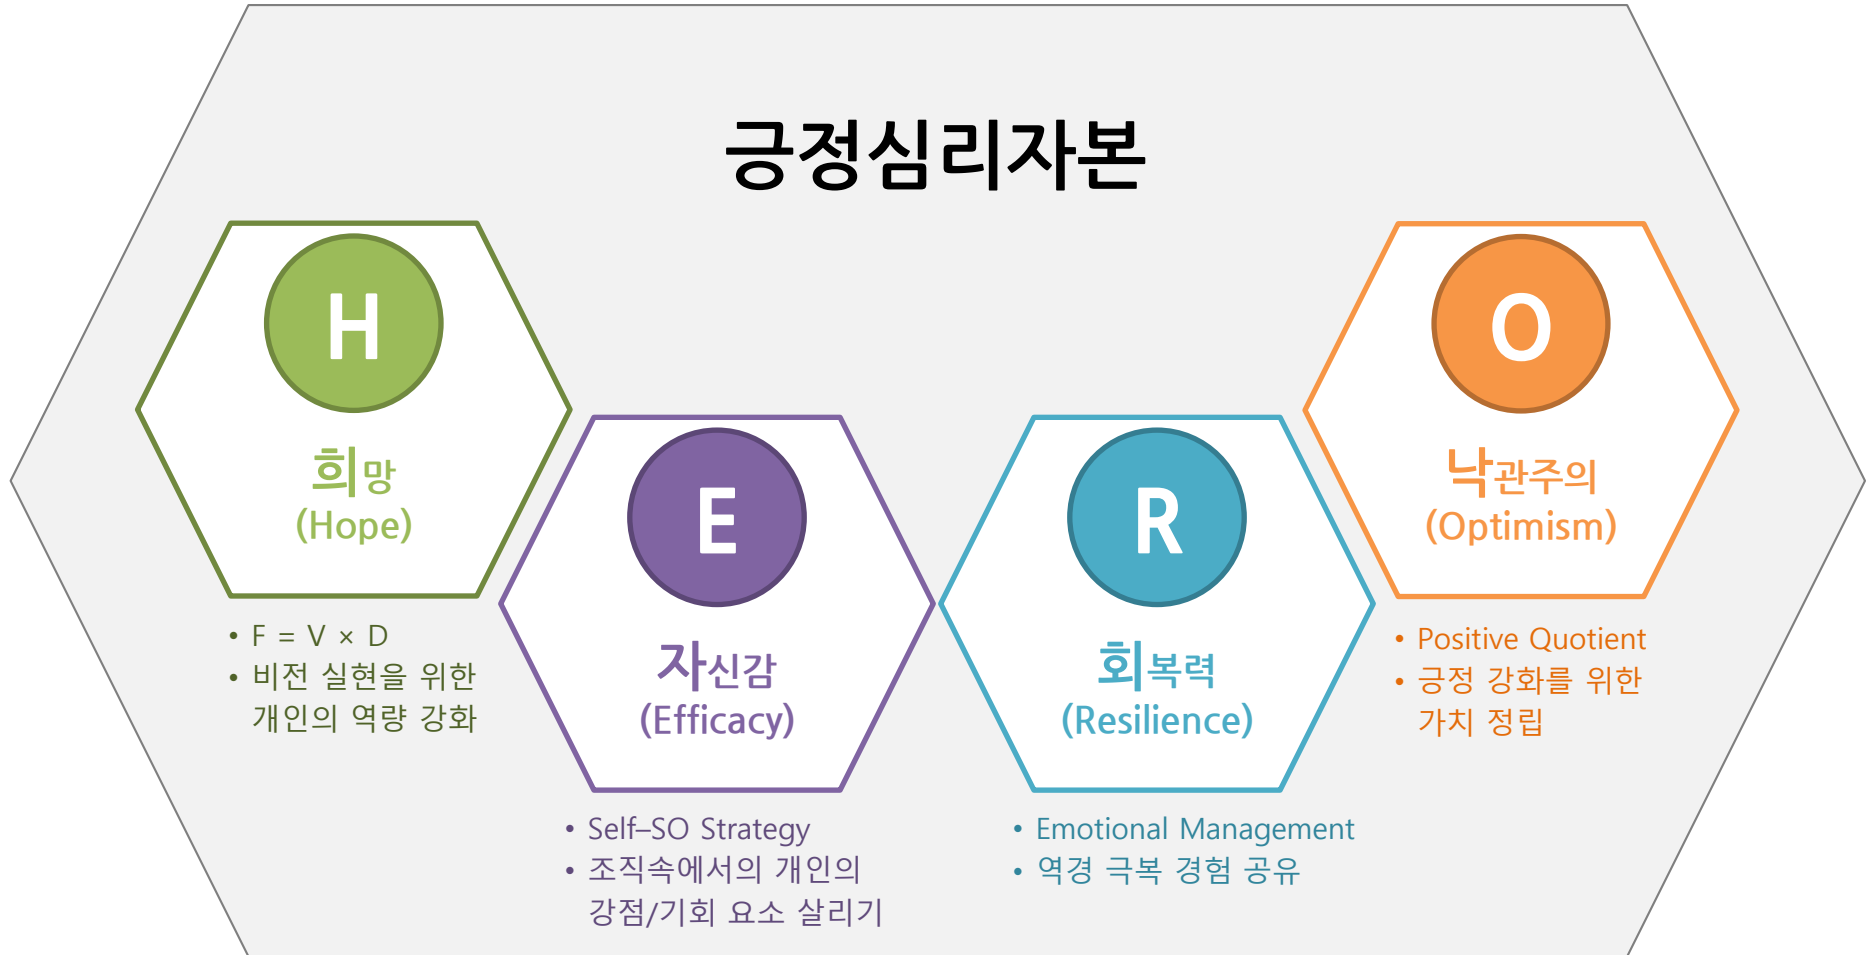 긍정심리자본
H
희망
(Hope)
• F = V × D
• 비전 실현을 위한
개인의 역량 강화
E
자신감
(Efficacy)
• Self–SO Strategy
• 조직속에서의 개인의
강점/기회 요소 살리기
R
회복력
(Resilience)
• Emotional Management
• 역경 극복 경험 공유
O
낙관주의
(Optimism)
• Positive Quotient
• 긍정 강화를 위한
가치 정립